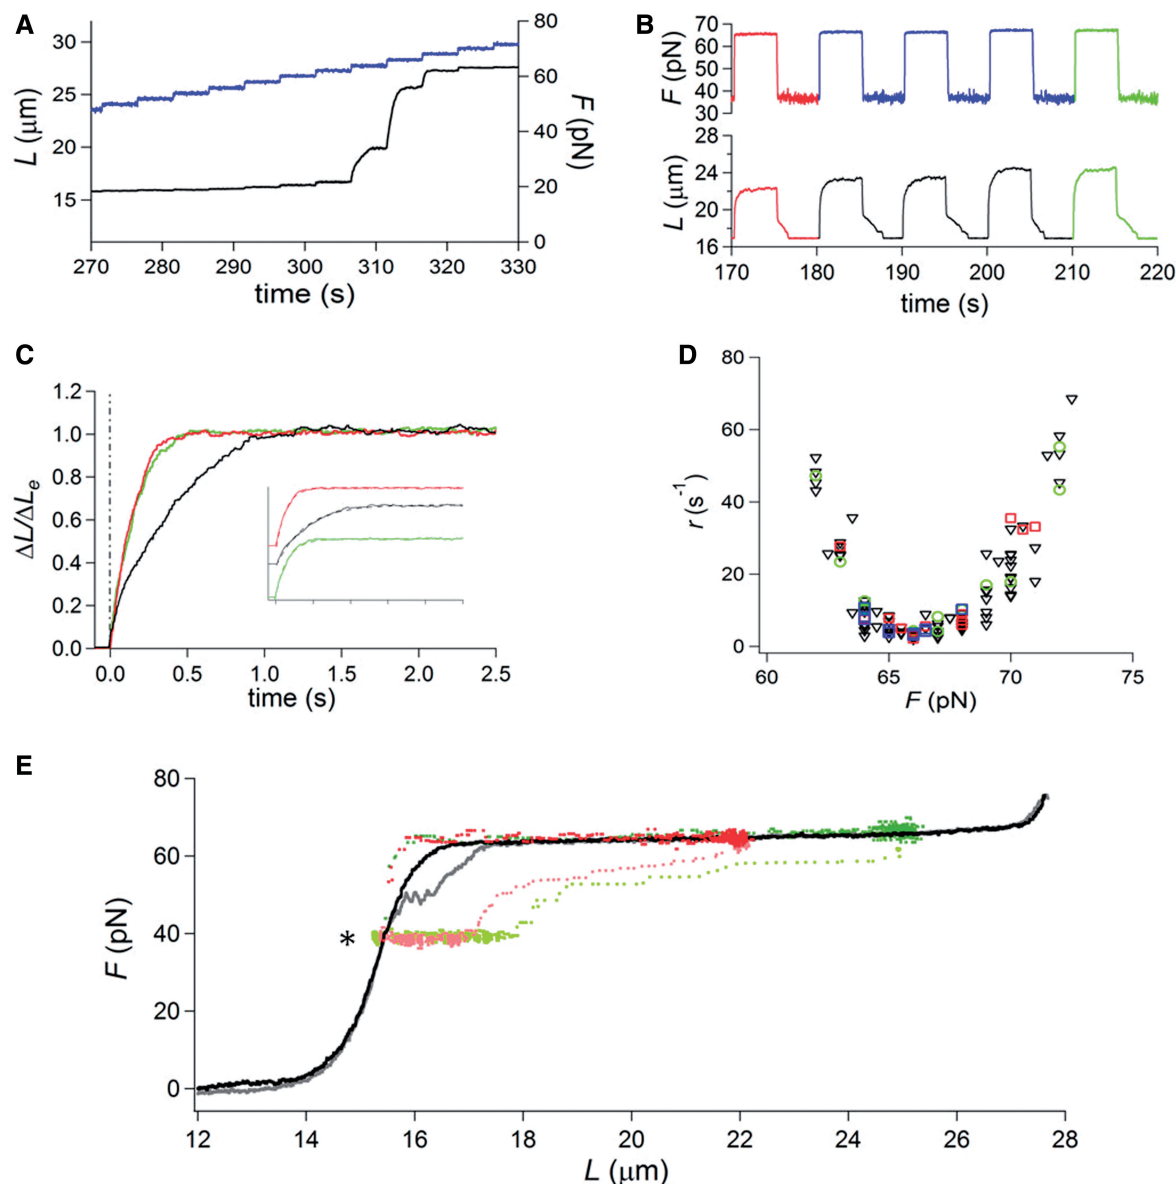 A
L (μm)
30
25
20
15
80
60
40
20
0
F (pN)
270 280 290 300 310 320 330
time (s)
B
F (pN)
70
60
50
40
30
L (μm)
28
24
20
16
170 180 190 200 210 220
time (s)
C
ΔL/ΔLe
1.2
1.0
0.8
0.6
0.4
0.2
0.0
0.0 0.5 1.0 1.5 2.0 2.5
time (s)
D
r (s-1)
80
60
40
20
0
60 65 70 75
F (pN)
E
F (pN)
80
60
40
20
0
*
12 14 16 18 20 22 24 26 28
L (μm)